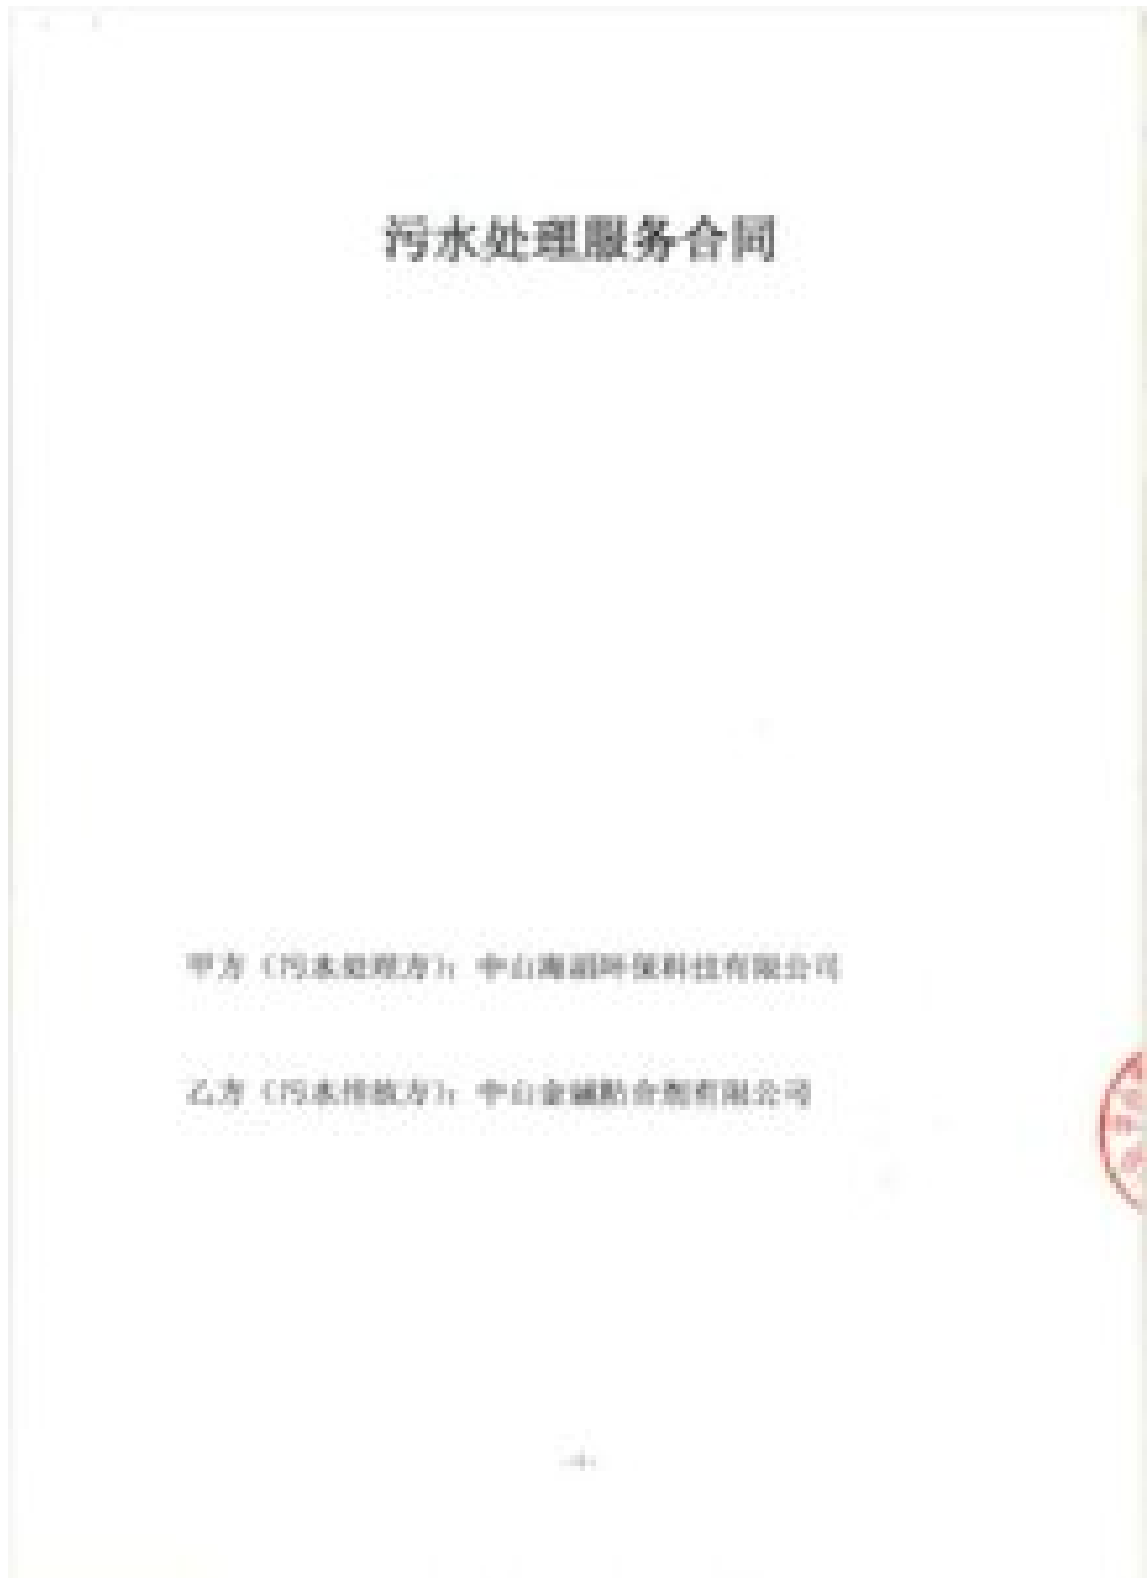 污水处理服务合同
甲方（污水处理方）：中山海滔环保科技有限公司
乙方（污水排放方）：中山金诚粘合剂有限公司